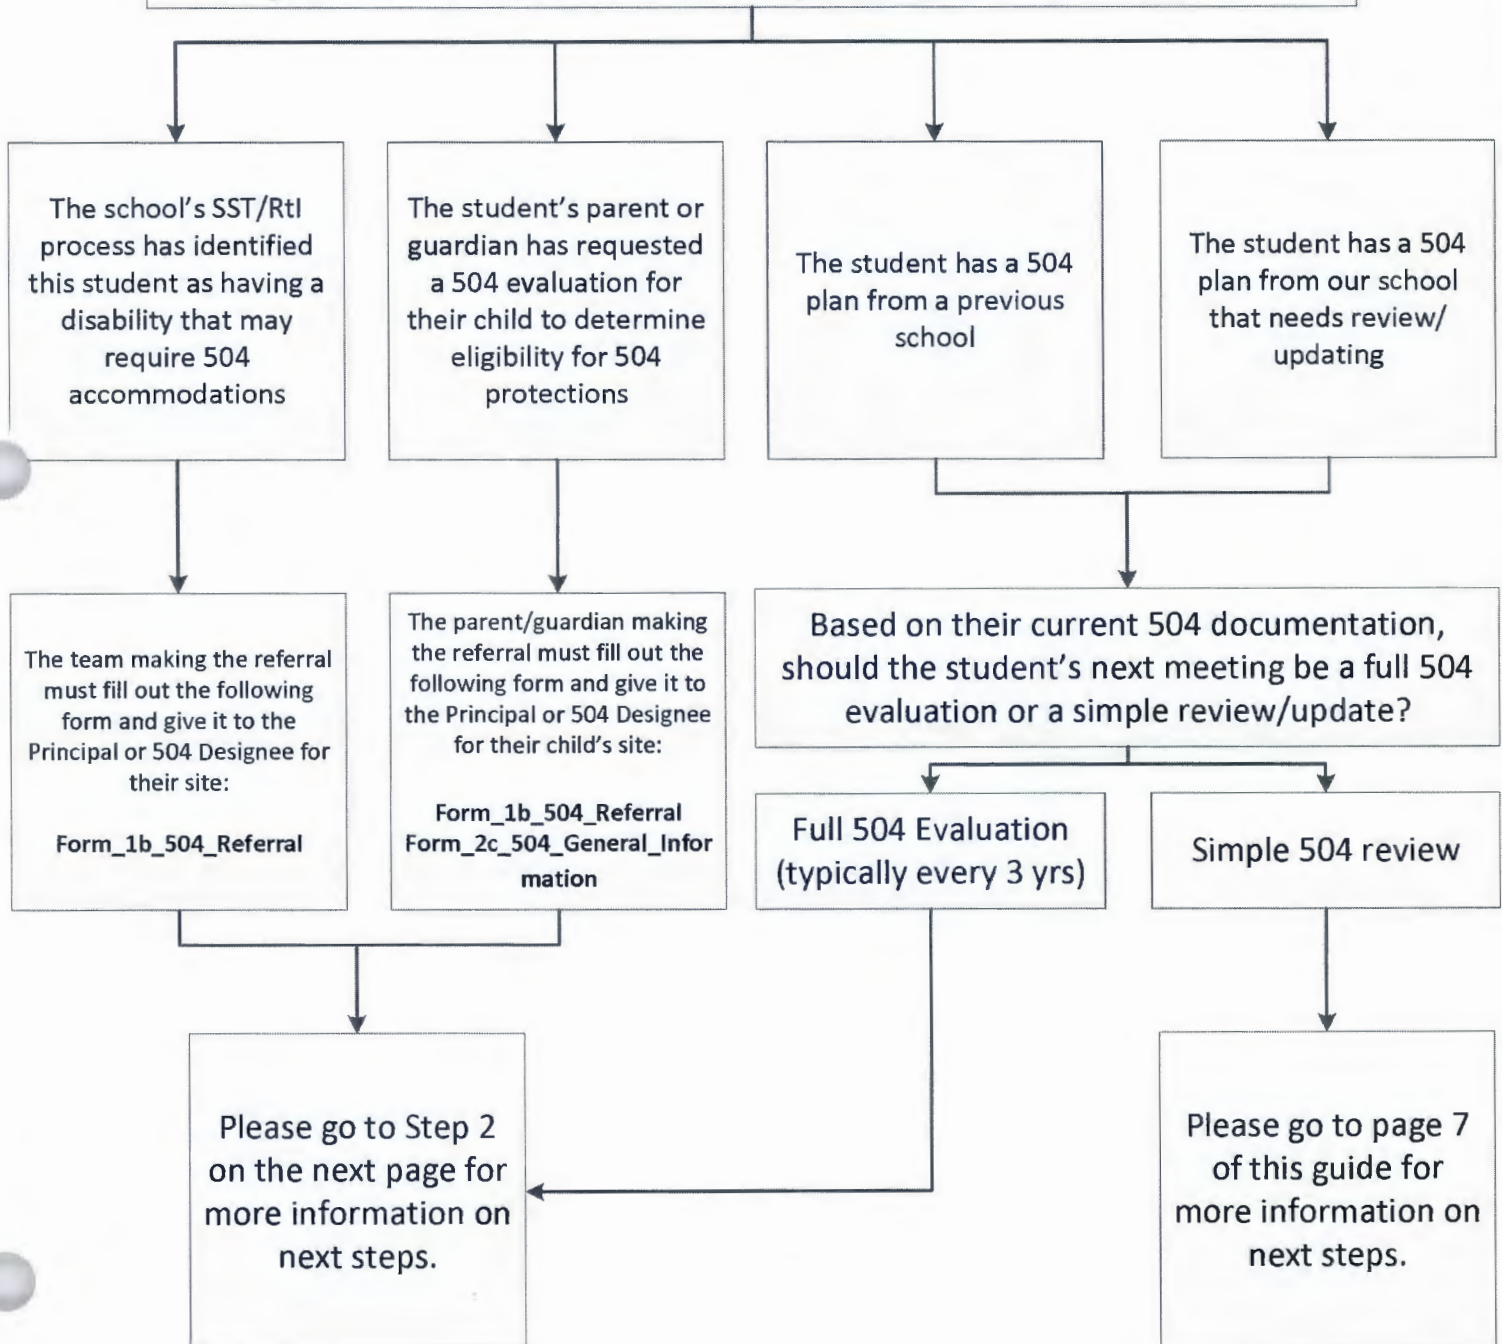 The school's SST/RtI
process has identified
this student as having a
disability that may
require 504
accommodations
The student's parent or
guardian has requested
a 504 evaluation for
their child to determine
eligibility for 504
protections
The student has a 504
plan from a previous
school
The student has a 504
plan from our school
that needs review/
updating
The team making the referral
must fill out the following
form and give it to the
Principal or 504 Designee for
their site:
Form_1b_504_Referral
The parent/guardian making
the referral must fill out the
following form and give it to
the Principal or 504 Designee
for their child's site:
Form_1b_504_Referral
Form_2c_504_General_Infor
mation
Based on their current 504 documentation,
should the student's next meeting be a full 504
evaluation or a simple review/update?
Full 504 Evaluation
(typically every 3 yrs)
Simple 504 review
Please go to Step 2
on the next page for
more information on
next steps.
Please go to page 7
of this guide for
more information on
next steps.